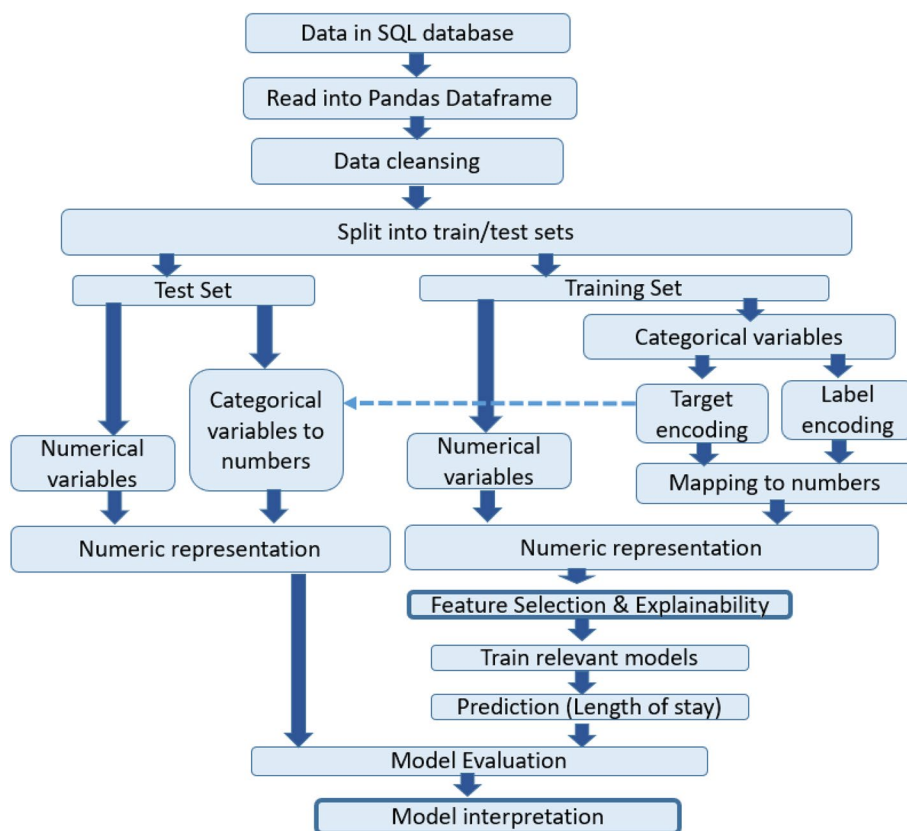 Data in SQL database
Read into Pandas Dataframe
Data cleansing
Split into train/test sets
Test Set
Training Set
Categorical variables
Categorical
variables to
numbers
Target
encoding
Label
encoding
Numerical
variables
Numerical
variables
Mapping to numbers
Numeric representation
Numeric representation
Feature Selection & Explainability
Train relevant models
Prediction (Length of stay)
Model Evaluation
Model interpretation